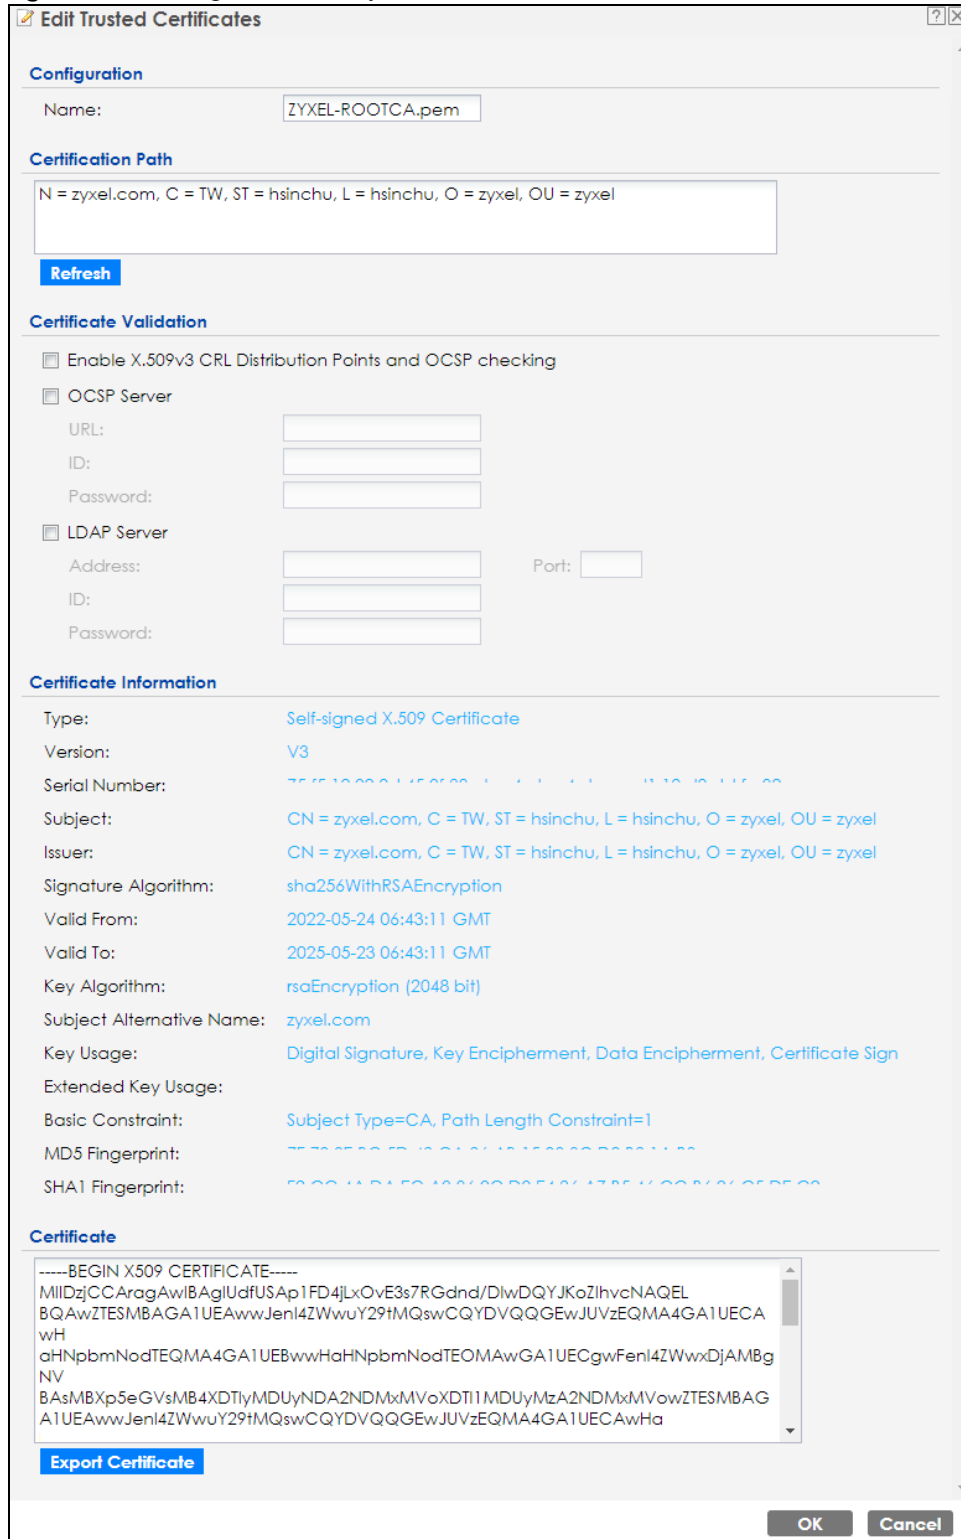 Edit Trusted Certificates
Configuration
Name: ZYXEL-ROOTCA.pem
Certification Path
N = zyxel.com, C = TW, ST = hsinchu, L = hsinchu, O = zyxel, OU = zyxel
Refresh
Certificate Validation
Enable X.509v3 CRL Distribution Points and OCSP checking
OCSP Server
URL:
ID:
Password:
LDAP Server
Address: Port:
ID:
Password:
Certificate Information
Type: Self-signed X.509 Certificate
Version: V3
Serial Number:
Subject: CN = zyxel.com, C = TW, ST = hsinchu, L = hsinchu, O = zyxel, OU = zyxel
Issuer: CN = zyxel.com, C = TW, ST = hsinchu, L = hsinchu, O = zyxel, OU = zyxel
Signature Algorithm: sha256WithRSAEncryption
Valid From: 2022-05-24 06:43:11 GMT
Valid To: 2025-05-23 06:43:11 GMT
Key Algorithm: rsaEncryption (2048 bit)
Subject Alternative Name: zyxel.com
Key Usage: Digital Signature, Key Encipherment, Data Encipherment, Certificate Sign
Extended Key Usage:
Basic Constraint: Subject Type=CA, Path Length Constraint=1
MD5 Fingerprint:
SHA1 Fingerprint:
Certificate
-----BEGIN X509 CERTIFICATE-----
MIIDzjCCAragAwIBAgIUdfUSAp1FD4jLxOvE3s7RGdnd/DIwDQYJKoZIhvcNAQEL
BQAwZTESMBAGA1UEAwwJenl4ZWwuY29tMQswCQYDVQQGEwJUVzEQMA4GA1UECA
wH
aHNpbmNodTEQMA4GA1UEBwwHaHNpbmNodTEOMAwGA1UECgwFenl4ZWwxDjAMBg
NV
BAsMBXp5eGVsMB4XDTIyMDUyNDA2NDMxMVoXDTI1MDUyMzA2NDMxMVowZTESMBAG
A1UEAwwJenl4ZWwuY29tMQswCQYDVQQGEwJUVzEQMA4GA1UECAwHa
Export Certificate
OK Cancel